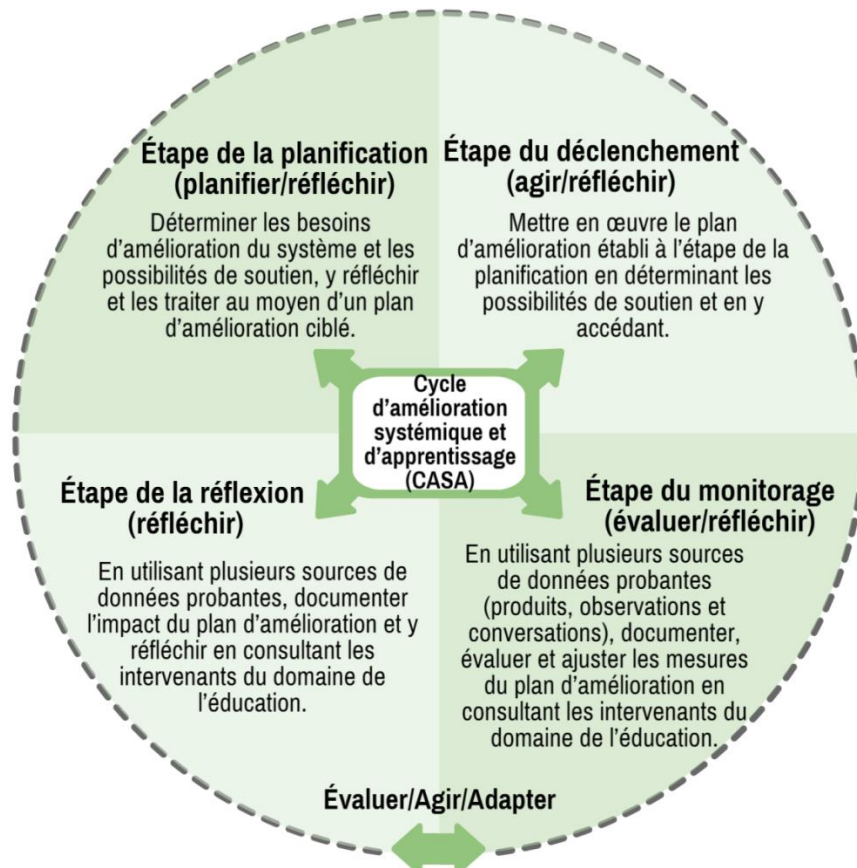 Étape de la planification
(planifier/réfléchir)
Déterminer les besoins
d'amélioration du système et les
possibilités de soutien, y réfléchir
et les traiter au moyen d'un plan
d'amélioration ciblé.
Étape du déclenchement
(agir/réfléchir)
Mettre en œuvre le plan
d'amélioration établi à l'étape de la
planification en déterminant les
possibilités de soutien et en y
accédant.
Cycle
d'amélioration
systémique et
d'apprentissage
(CASA)
Étape de la réflexion
(réfléchir)
En utilisant plusieurs sources de
données probantes, documenter
l'impact du plan d'amélioration et y
réfléchir en consultant les
intervenants du domaine de
l'éducation.
Étape du monitorage
(évaluer/réfléchir)
En utilisant plusieurs sources
de données probantes
(produits, observations et
conversations), documenter,
évaluer et ajuster les mesures
du plan d'amélioration en
consultant les intervenants du
domaine de l'éducation.
Évaluer/Agir/Adapter